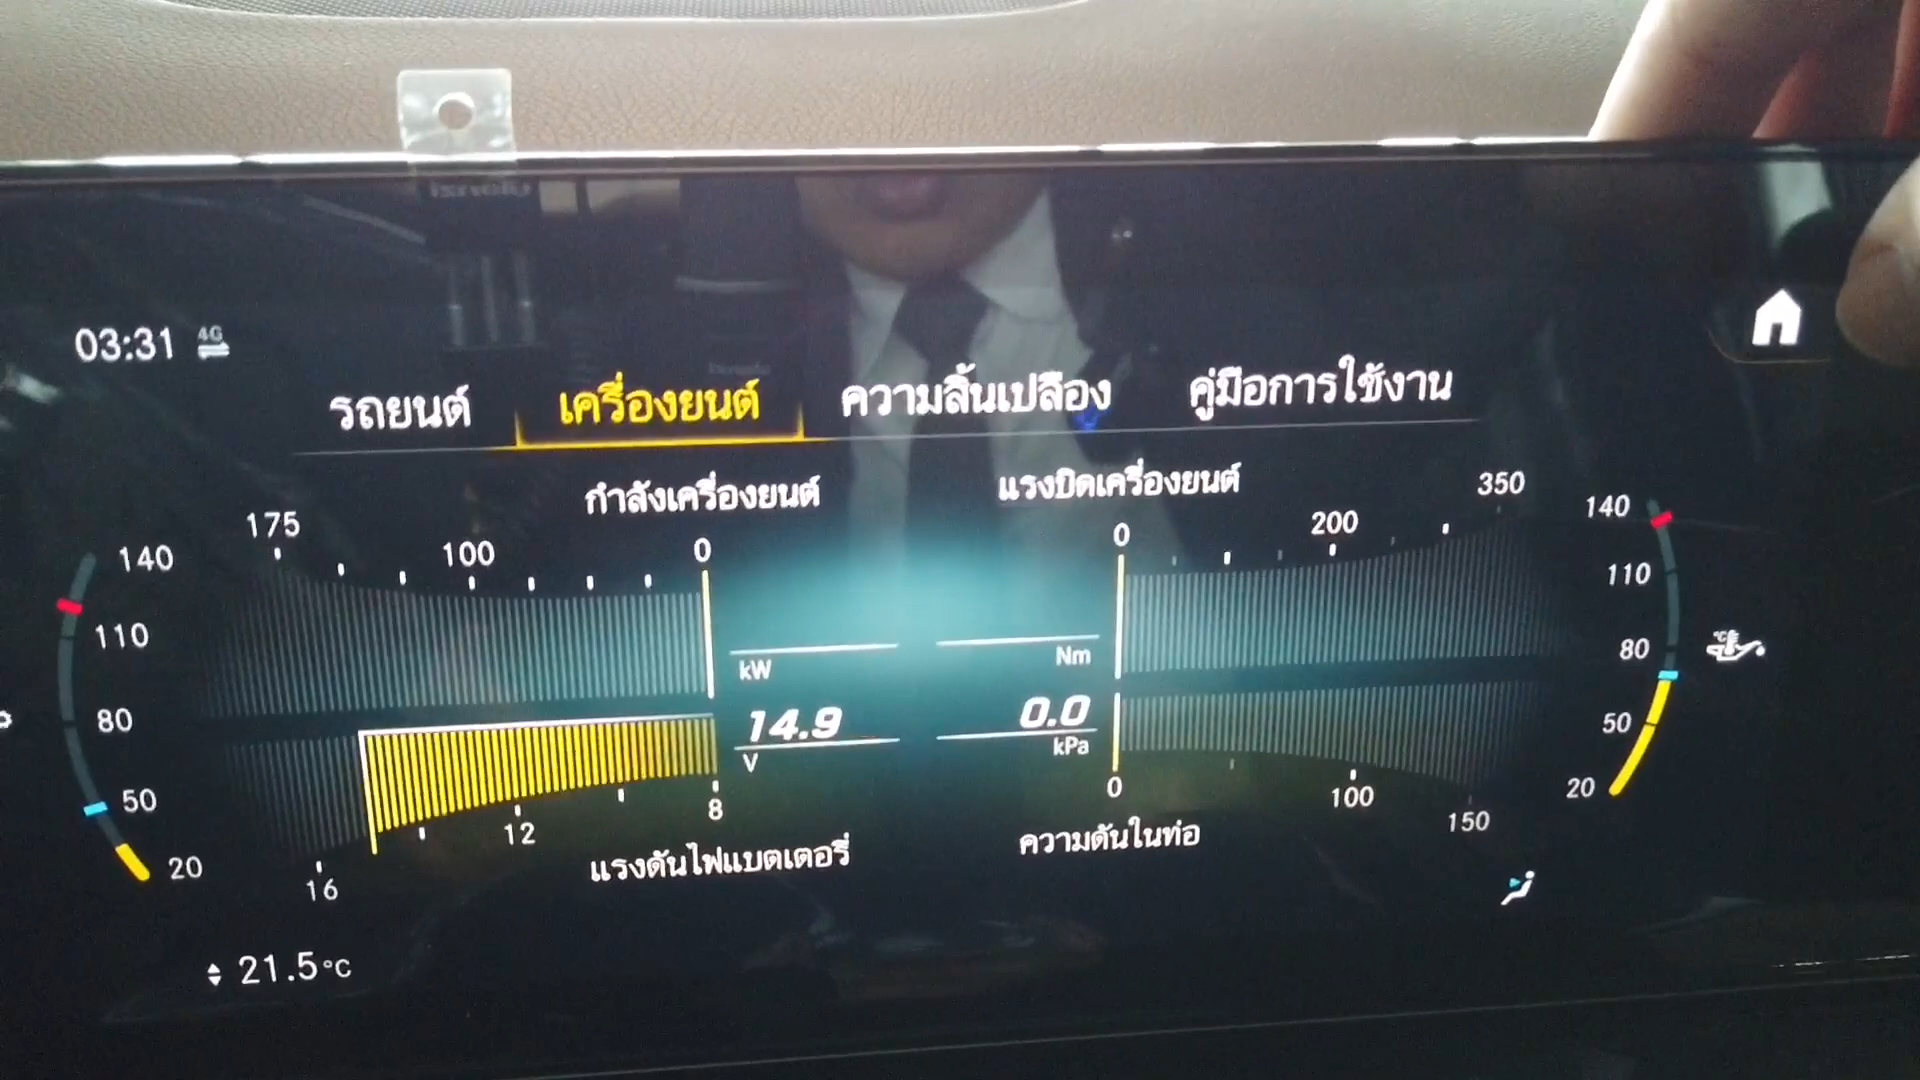 03:31 4G
รถยนต์ เครื่องยนต์ ความสิ้นเปลือง คู่มือการใช้งาน
กำลังเครื่องยนต์ แรงบิดเครื่องยนต์
175 100 0 0 200 350
140 110 80 50 20
kW Nm
14.9 0.0
V kPa
16 12 8 0 100 150
แรงดันไฟแบตเตอรี่ ความดันในท่อ
140 110 80 50 20
°C
21.5°C